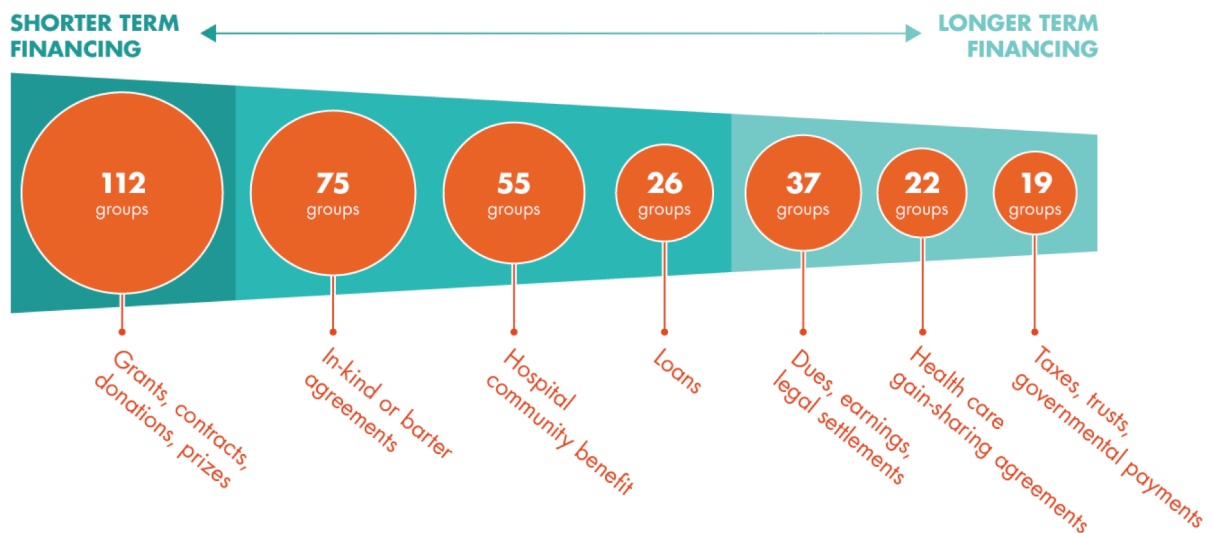 SHORTER TERM
FINANCING
LONGER TERM
FINANCING
112
groups
75
groups
55
groups
26
groups
37
groups
22
groups
19
groups
Grants, contracts,
donations, prizes
In-kind or barter
agreements
Hospital
community benefit
Loans
Dues, earnings,
legal settlements
Health care
gain-sharing agreements
Taxes, trusts,
governmental payments